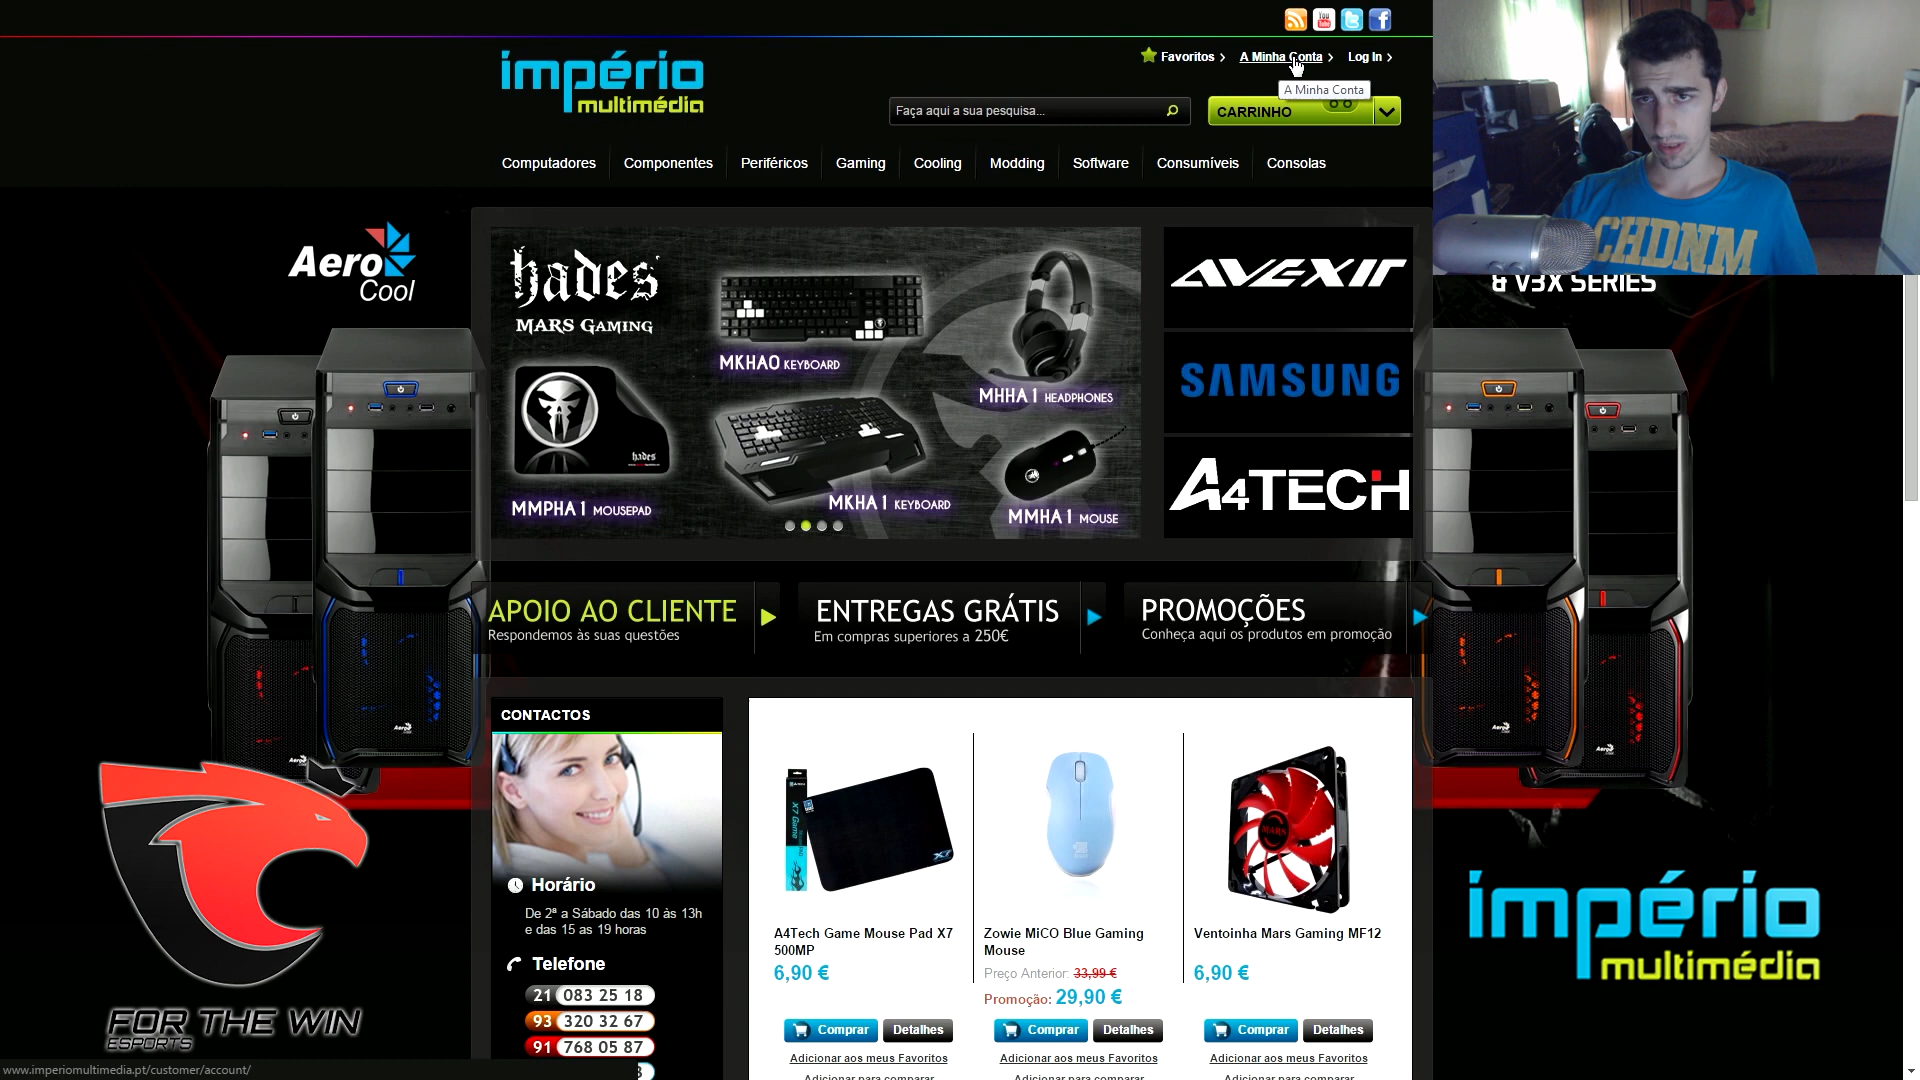 império
multimédia
Favoritos
A Minha Conta
Log In
A Minha Conta
Faça aqui a sua pesquisa...
CARRINHO
Computadores
Componentes
Periféricos
Gaming
Cooling
Modding
Software
Consumíveis
Consolas
CHDNM
& V3X SERIES
Aero
Cool
hades
MARS GAMING
MKHA0 KEYBOARD
MHHA1 HEADPHONES
hades
MMPHA1 MOUSEPAD
MKHA1 KEYBOARD
MMHA1 MOUSE
AVEXIR
SAMSUNG
A4TECH
APOIO AO CLIENTE
Respondemos às suas questões
ENTREGAS GRÁTIS
Em compras superiores a 250€
PROMOÇÕES
Conheça aqui os produtos em promoção
CONTACTOS
Horário
De 2ª a Sábado das 10 às 13h
e das 15 as 19 horas
Telefone
21 083 25 18
93 320 32 67
91 768 05 87
A4Tech Game Mouse Pad X7
500MP
6,90 €
Comprar
Detalhes
Adicionar aos meus Favoritos
Adicionar para comparar
Zowie MiCO Blue Gaming
Mouse
Preço Anterior: 33,99 €
Promoção: 29,90 €
Comprar
Detalhes
Adicionar aos meus Favoritos
Adicionar para comparar
MARS
Ventoinha Mars Gaming MF12
6,90 €
Comprar
Detalhes
Adicionar aos meus Favoritos
Adicionar para comparar
FOR THE WIN
ESPORTS
império
multimédia
www.imperiomultimedia.pt/customer/account/